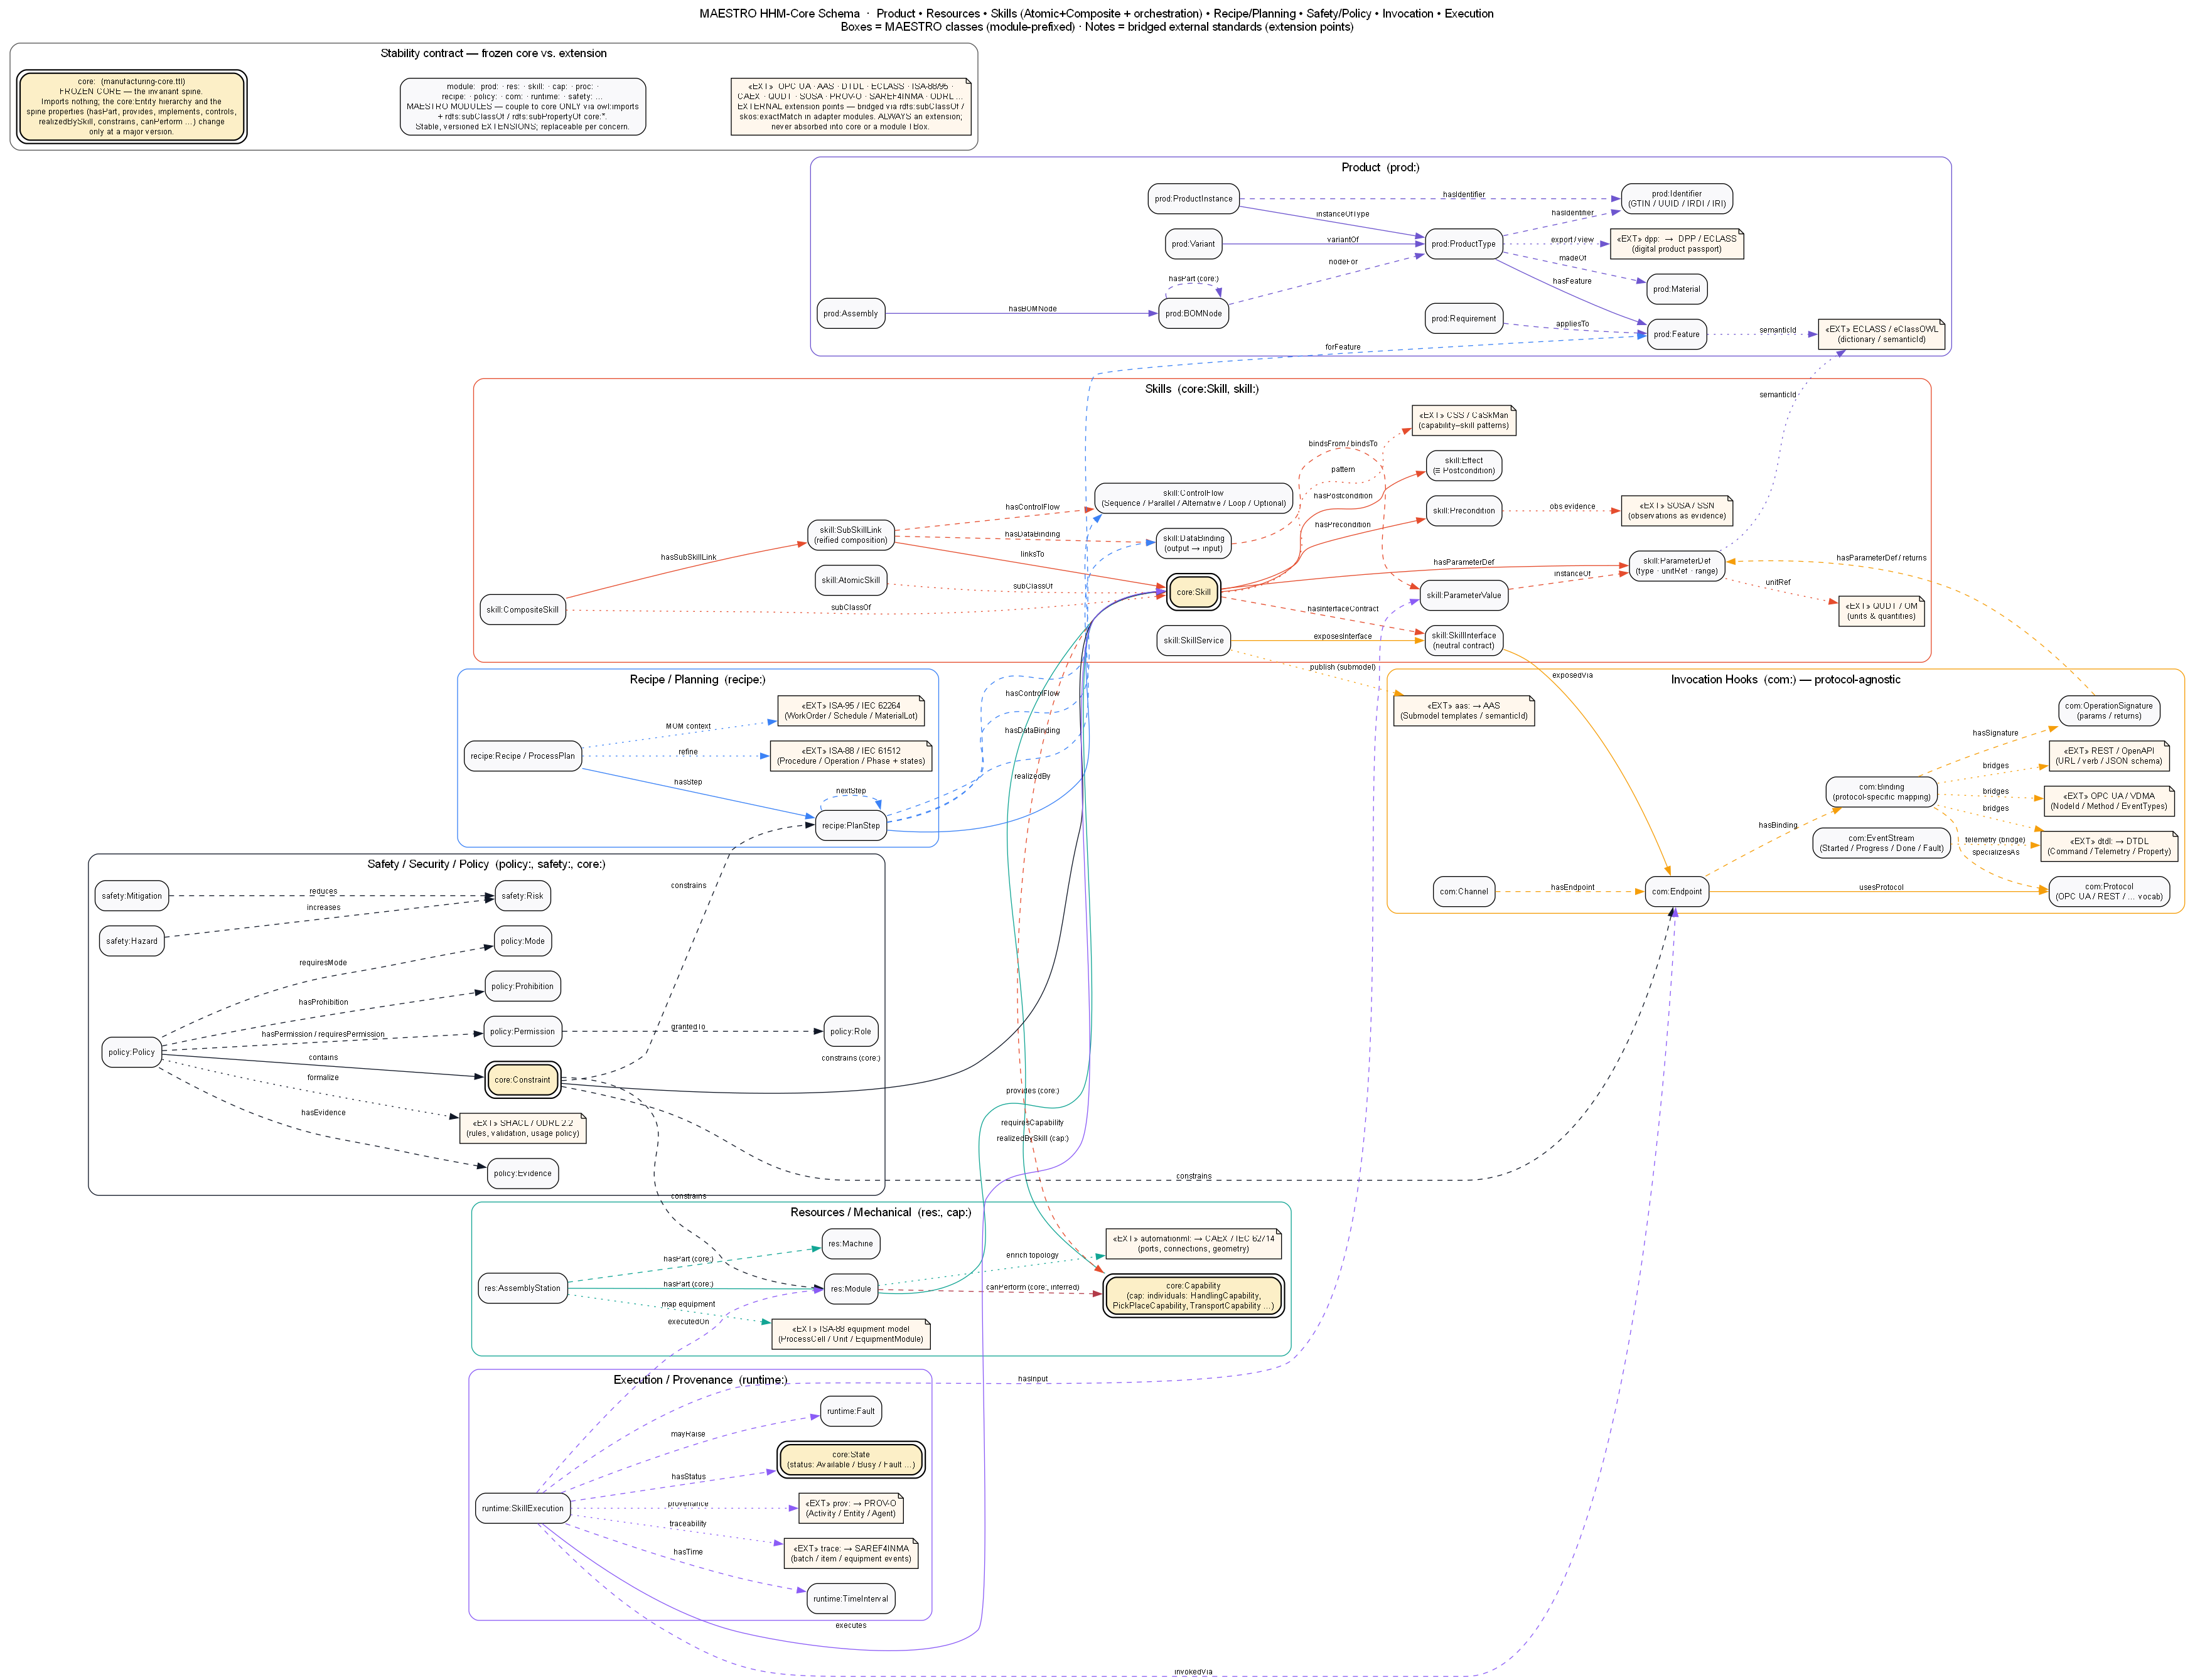 MAESTRO HHM-Core Schema · Product • Resources • Skills (Atomic+Composite + orchestration) • Recipe/Planning • Safety/Policy • Invocation • Execution
Boxes = MAESTRO classes (module-prefixed) · Notes = bridged external standards (extension points)
Stability contract — frozen core vs. extension
core: (manufacturing-core.ttl)
FROZEN CORE — the invariant spine.
Imports nothing; the core:Entity hierarchy and the
spine properties (hasPart, provides, implements, controls,
realizedBySkill, constrains, canPerform ...) change
only at a major version.
module: prod: · res: · skill: · cap: · proc: ·
recipe: · policy: · com: · runtime: · safety: ...
MAESTRO MODULES — couple to core ONLY via owl:imports
+ rdfs:subClassOf / rdfs:subPropertyOf core:*.
Stable, versioned EXTENSIONS; replaceable per concern.
«EXT» OPC UA · AAS · DTDL · ECLASS · ISA-88/95 ·
CAEX · QUDT · SOSA · PROV-O · SAREF4INMA · ODRL ...
EXTERNAL extension points — bridged via rdfs:subClassOf /
skos:exactMatch in adapter modules. ALWAYS an extension;
never absorbed into core or a module TBox.
Product (prod:)
prod:ProductInstance
hasIdentifier
prod:Identifier
(GTIN / UUID / IRDI / IRI)
instanceOfType
hasIdentifier
prod:Variant
variantOf
prod:ProductType
export / view
«EXT» dpp: → DPP / ECLASS
(digital product passport)
nodeFor
madeOf
hasPart (core:)
hasFeature
prod:Material
prod:Assembly
hasBOMNode
prod:BOMNode
prod:Requirement
appliesTo
prod:Feature
semanticId
«EXT» ECLASS / eClassOWL
(dictionary / semanticId)
forFeature
Skills (core:Skill, skill:)
semanticId
«EXT» CSS / CaSkMan
(capability–skill patterns)
bindsFrom / bindsTo
pattern
skill:Effect
(≡ Postcondition)
hasPostcondition
skill:ControlFlow
(Sequence / Parallel / Alternative / Loop / Optional)
hasControlFlow
skill:SubSkillLink
(reified composition)
hasDataBinding
skill:DataBinding
(output → input)
hasPrecondition
skill:Precondition
obs evidence
«EXT» SOSA / SSN
(observations as evidence)
hasSubSkillLink
linksTo
hasParameterDef
skill:ParameterDef
(type · unitRef · range)
hasParameterDef / returns
skill:AtomicSkill
subClassOf
core:Skill
instanceOf
unitRef
skill:CompositeSkill
subClassOf
skill:ParameterValue
«EXT» QUDT / OM
(units & quantities)
hasInterfaceContract
skill:SkillService
exposesInterface
skill:SkillInterface
(neutral contract)
publish (submodel)
exposedVia
Recipe / Planning (recipe:)
«EXT» ISA-95 / IEC 62264
(WorkOrder / Schedule / MaterialLot)
MOM context
recipe:Recipe / ProcessPlan
refine
«EXT» ISA-88 / IEC 61512
(Procedure / Operation / Phase + states)
hasStep
nextStep
recipe:PlanStep
hasControlFlow
hasDataBinding
realizedBy
Invocation Hooks (com:) — protocol-agnostic
«EXT» aas: → AAS
(Submodel templates / semanticId)
com:OperationSignature
(params / returns)
hasSignature
com:Binding
(protocol-specific mapping)
bridges
«EXT» REST / OpenAPI
(URL / verb / JSON schema)
bridges
«EXT» OPC UA / VDMA
(NodeId / Method / EventTypes)
bridges
hasBinding
com:EventStream
(Started / Progress / Done / Fault)
telemetry (bridge)
specializesAs
«EXT» dtdl: → DTDL
(Command / Telemetry / Property)
com:Channel
hasEndpoint
com:Endpoint
usesProtocol
com:Protocol
(OPC UA / REST / ... vocab)
Safety / Security / Policy (policy:, safety:, core:)
safety:Mitigation
reduces
safety:Risk
increases
safety:Hazard
constrains
policy:Mode
requiresMode
policy:Prohibition
hasProhibition
hasPermission / requiresPermission
policy:Permission
grantedTo
policy:Role
policy:Policy
contains
constrains (core:)
formalize
core:Constraint
hasEvidence
«EXT» SHACL / ODRL 2.2
(rules, validation, usage policy)
policy:Evidence
provides (core:)
requiresCapability
realizedBySkill (cap:)
constrains
constrains
Resources / Mechanical (res:, cap:)
res:Machine
hasPart (core:)
res:AssemblyStation
hasPart (core:)
res:Module
enrich topology
«EXT» automationml: → CAEX / IEC 62714
(ports, connections, geometry)
canPerform (core:, inferred)
core:Capability
(cap: individuals: HandlingCapability,
PickPlaceCapability, TransportCapability ...)
map equipment
executedOn
«EXT» ISA-88 equipment model
(ProcessCell / Unit / EquipmentModule)
Execution / Provenance (runtime:)
hasInput
runtime:Fault
mayRaise
core:State
(status: Available / Busy / Fault ...)
hasStatus
runtime:SkillExecution
provenance
«EXT» prov: → PROV-O
(Activity / Entity / Agent)
traceability
«EXT» trace: → SAREF4INMA
(batch / item / equipment events)
hasTime
runtime:TimeInterval
executes
invokedVia